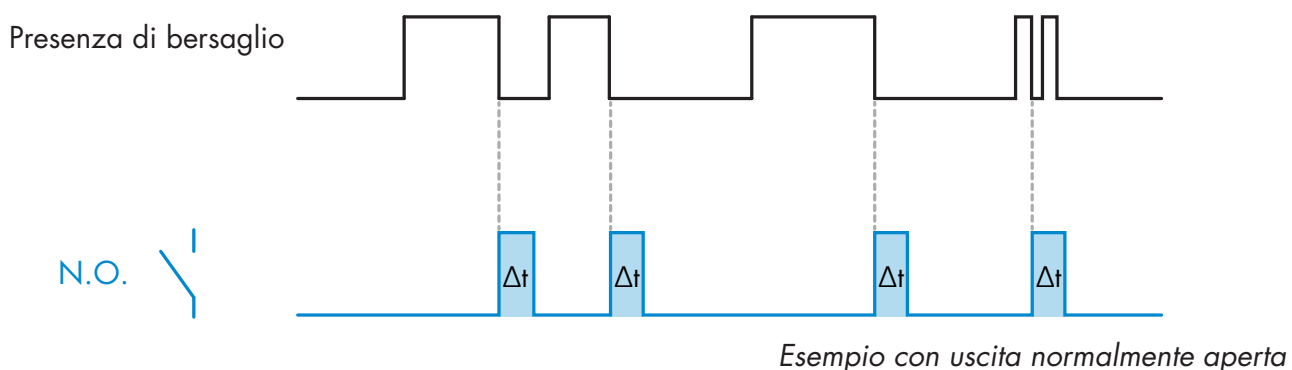 Presenza di bersaglio
N.O.
Δt Δt Δt Δt
Esempio con uscita normalmente aperta